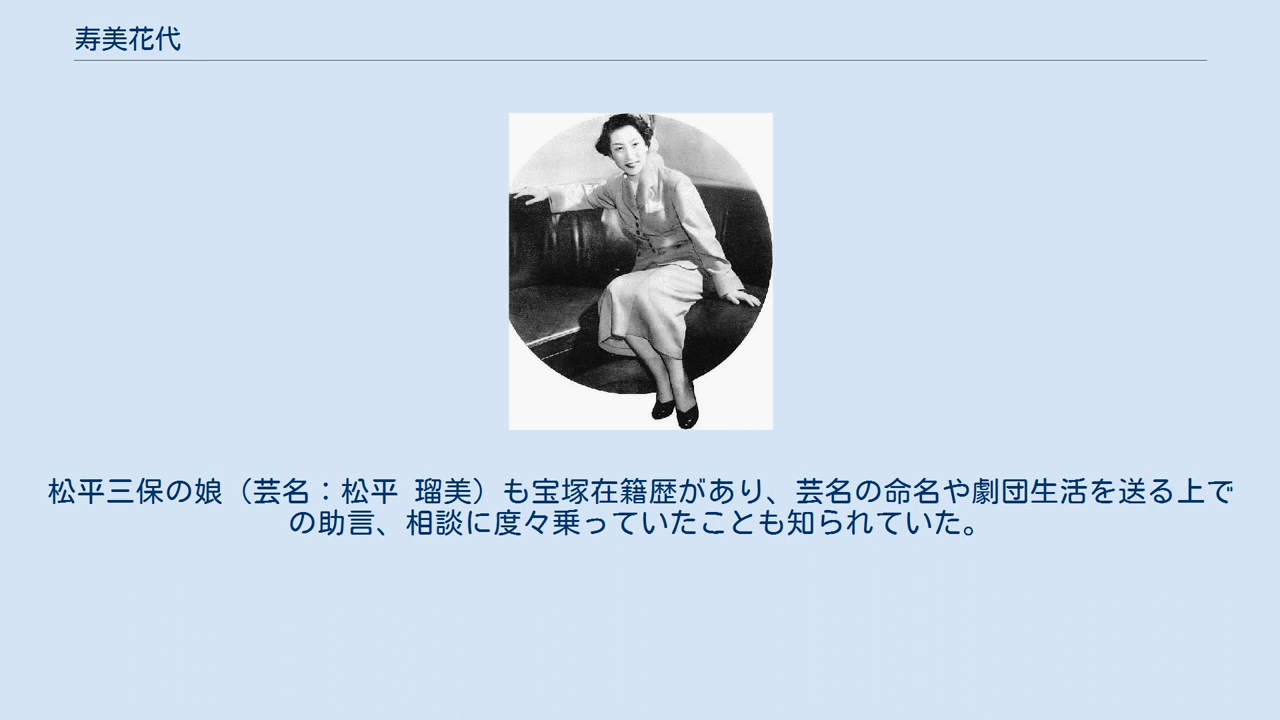 寿美花代
松平三保の娘（芸名：松平 瑠美）も宝塚在籍歴があり、芸名の命名や劇団生活を送る上で
の助言、相談に度々乗っていたことも知られていた。